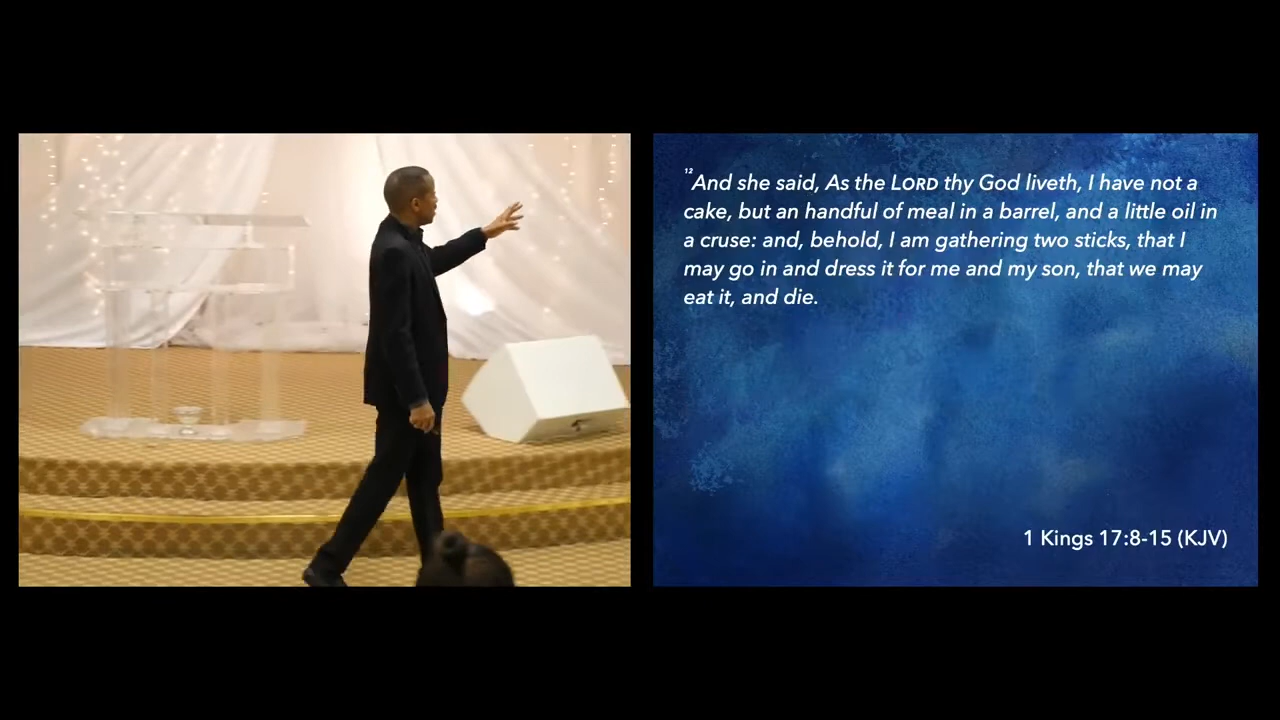 ¹²And she said, As the LORD thy God liveth, I have not a
cake, but an handful of meal in a barrel, and a little oil in
a cruse: and, behold, I am gathering two sticks, that I
may go in and dress it for me and my son, that we may
eat it, and die.
1 Kings 17:8-15 (KJV)